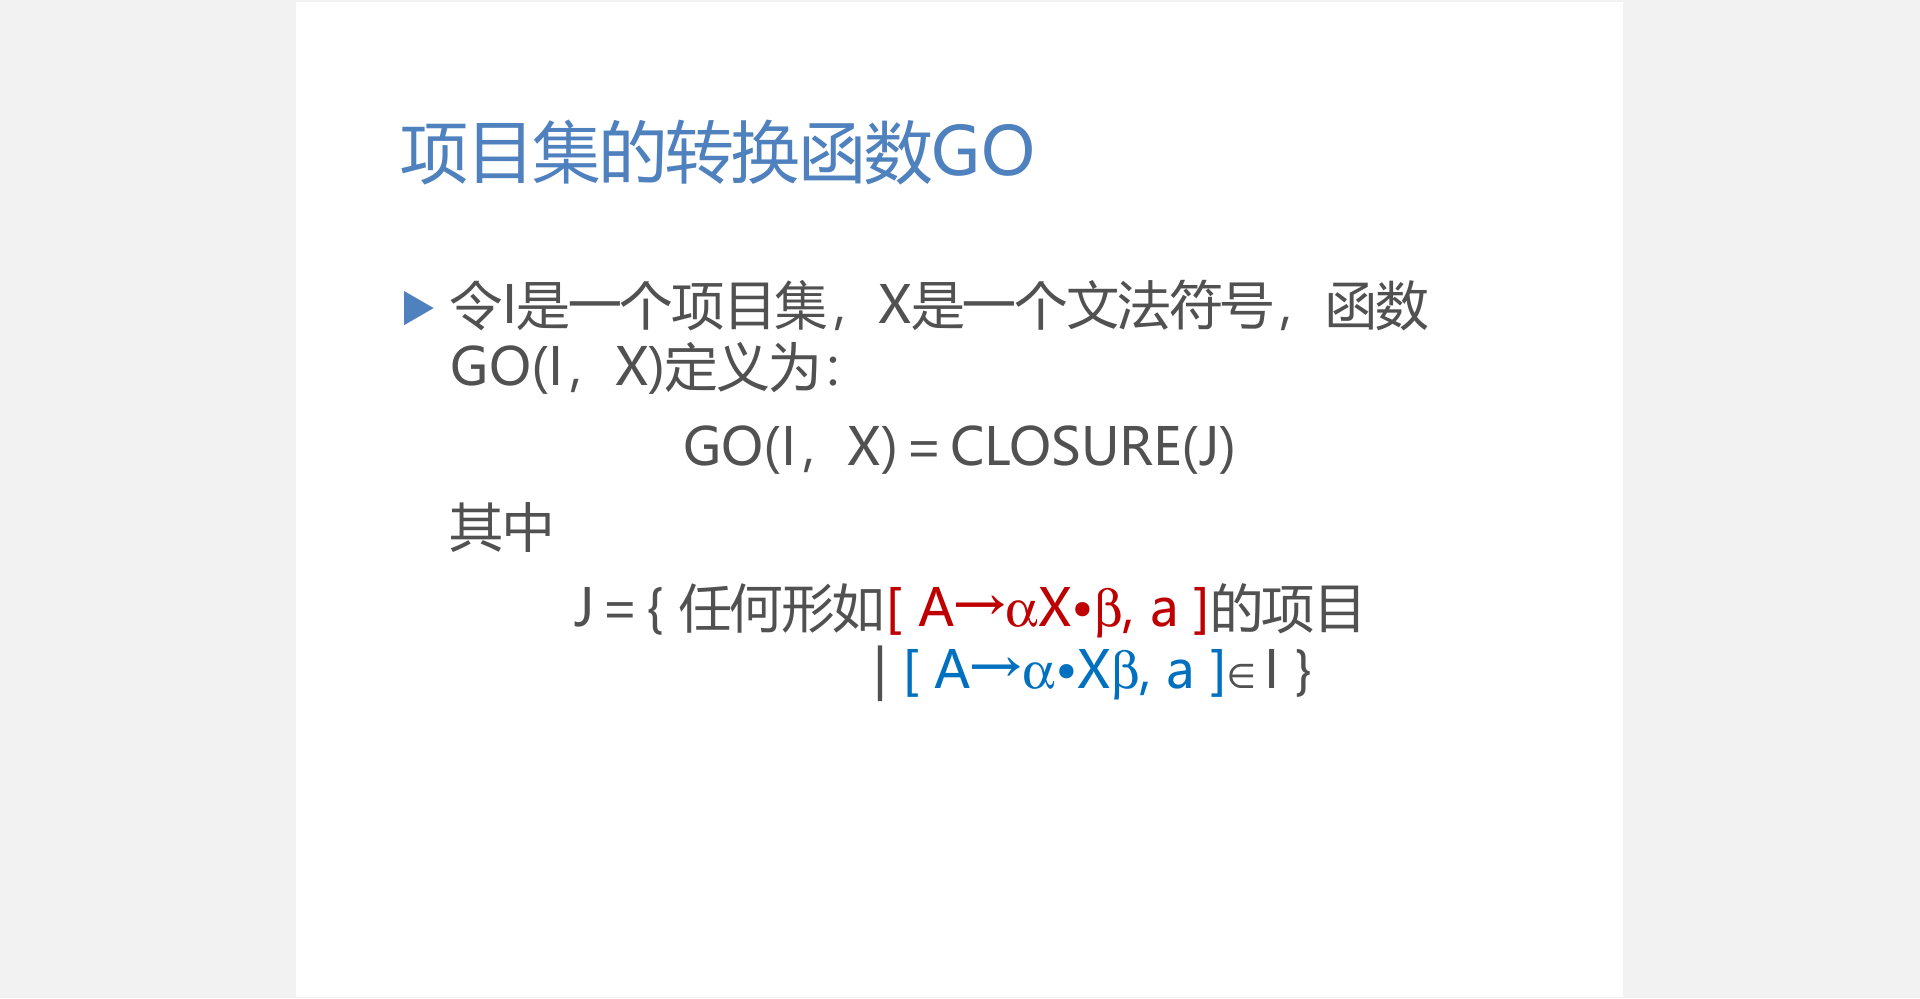 项目集的转换函数GO
令I是一个项目集，X是一个文法符号，函数
GO(I，X)定义为：
GO(I，X)＝CLOSURE(J)
其中
J＝{ 任何形如[ A→αX•β, a ]的项目
| [ A→α•Xβ, a ]∈I }